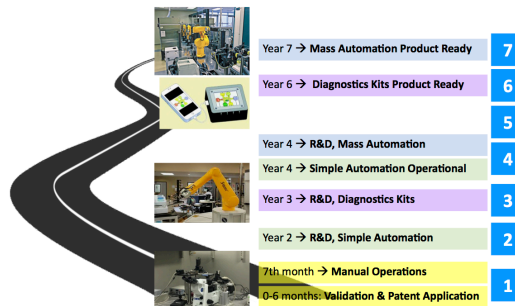 Year 7 → Mass Automation Product Ready
7
Year 6 → Diagnostics Kits Product Ready
6
5
Year 4 → R&D, Mass Automation
4
Year 4 → Simple Automation Operational
Year 3 → R&D, Diagnostics Kits
3
Year 2 → R&D, Simple Automation
2
7th month → Manual Operations
1
0-6 months: Validation & Patent Application